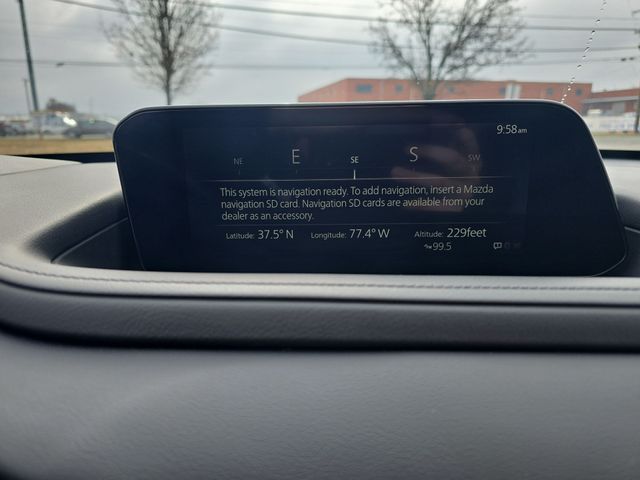 9:58am
NE E SE S SW
This system is navigation ready. To add navigation, insert a Mazda
navigation SD card. Navigation SD cards are available from your
dealer as an accessory.
Latitude: 37.5° N Longitude: 77.4° W Altitude: 229feet
99.5